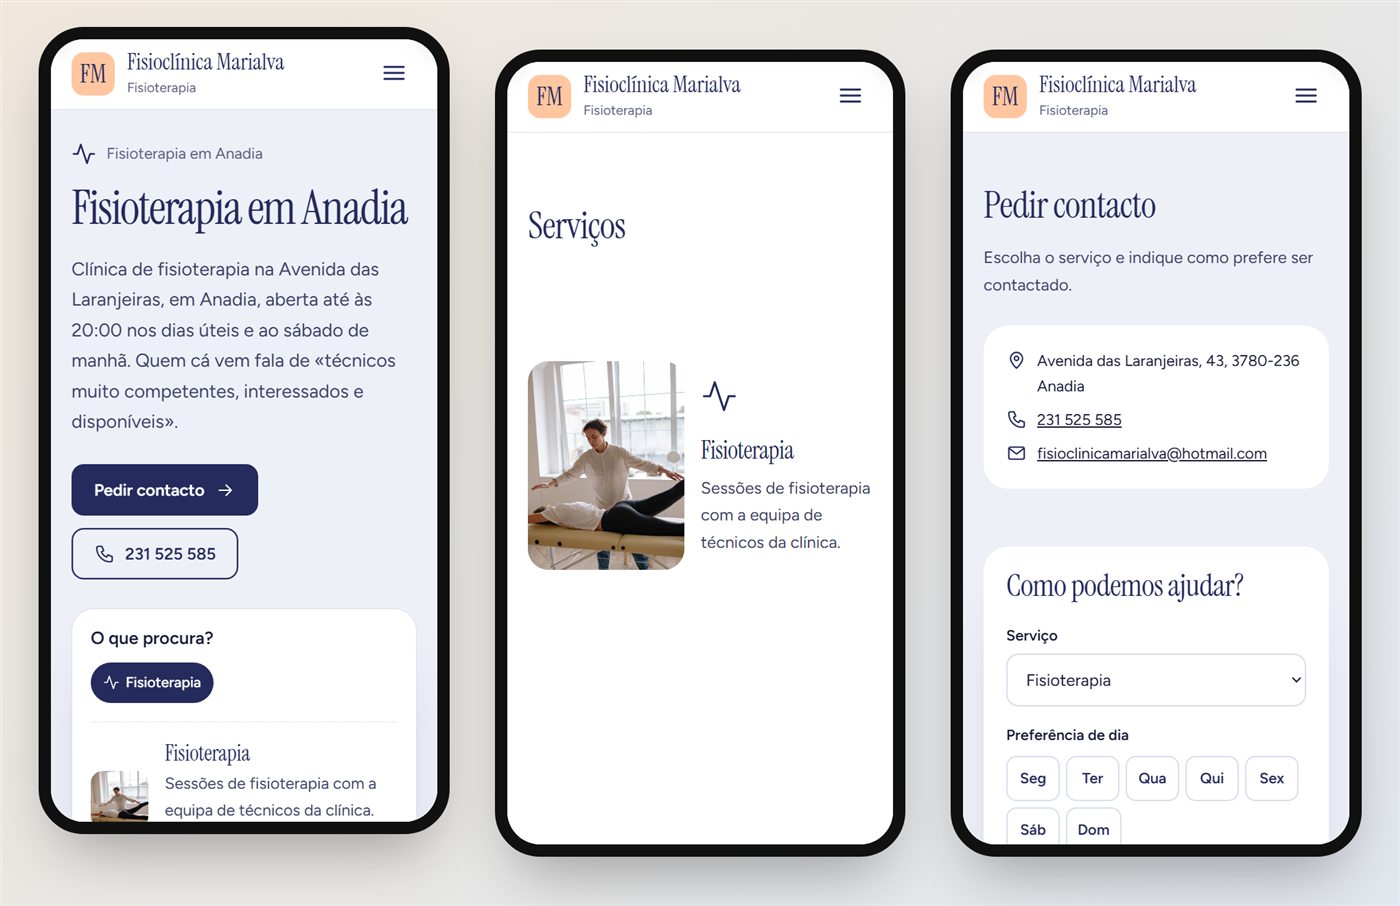 FM
Fisioclínica Marialva
Fisioterapia
Fisioterapia em Anadia
Fisioterapia em Anadia
Clínica de fisioterapia na Avenida das
Laranjeiras, em Anadia, aberta até às
20:00 nos dias úteis e ao sábado de
manhã. Quem cá vem fala de «técnicos
muito competentes, interessados e
disponíveis».
Pedir contacto
231 525 585
O que procura?
Fisioterapia
Fisioterapia
Sessões de fisioterapia com a
equipa de técnicos da clínica.
FM
Fisioclínica Marialva
Fisioterapia
Serviços
Fisioterapia
Sessões de fisioterapia
com a equipa de
técnicos da clínica.
FM
Fisioclínica Marialva
Fisioterapia
Pedir contacto
Escolha o serviço e indique como prefere ser
contactado.
Avenida das Laranjeiras, 43, 3780-236
Anadia
231 525 585
fisioclinicamarialva@hotmail.com
Como podemos ajudar?
Serviço
Fisioterapia
Preferência de dia
Seg Ter Qua Qui Sex
Sáb Dom